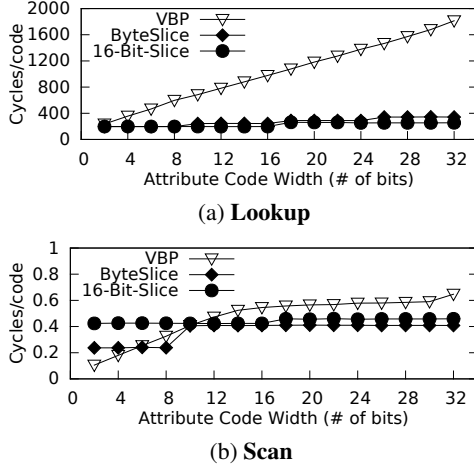 2000
1600
1200
800
400
0
Cycles/code
VBP
ByteSlice
16-Bit-Slice
0 4 8 12 16 20 24 28 32
Attribute Code Width (# of bits)
(a) Lookup
1
0.8
0.6
0.4
0.2
0
Cycles/code
VBP
ByteSlice
16-Bit-Slice
0 4 8 12 16 20 24 28 32
Attribute Code Width (# of bits)
(b) Scan